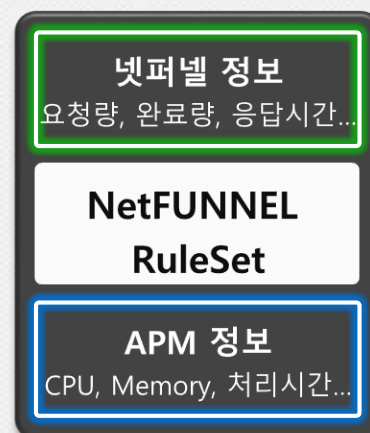 넷퍼넬 정보
요청량, 완료량, 응답시간...
NetFUNNEL
RuleSet
APM 정보
CPU, Memory, 처리시간...